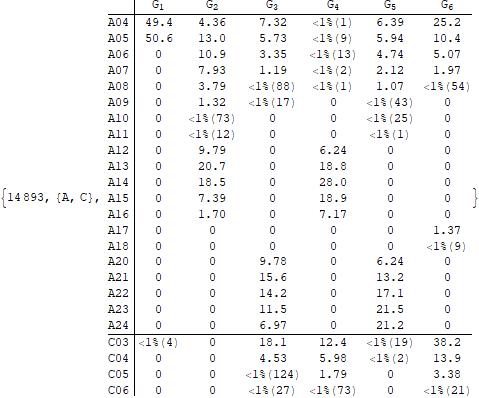 G1 G2 G3 G4 G5 G6
A04 49.4 4.36 7.32 <1%(1) 6.39 25.2
A05 50.6 13.0 5.73 <1%(9) 5.94 10.4
A06 0 10.9 3.35 <1%(13) 4.74 5.07
A07 0 7.93 1.19 <1%(2) 2.12 1.97
A08 0 3.79 <1%(88) <1%(1) 1.07 <1%(54)
A09 0 1.32 <1%(17) 0 <1%(43) 0
A10 0 <1%(73) 0 0 <1%(25) 0
A11 0 <1%(12) 0 0 <1%(1) 0
A12 0 9.79 0 6.24 0 0
A13 0 20.7 0 18.8 0 0
A14 0 18.5 0 28.0 0 0
{14893, {A, C}, A15 0 7.39 0 18.9 0 0 }
A16 0 1.70 0 7.17 0 0
A17 0 0 0 0 0 1.37
A18 0 0 0 0 0 <1%(9)
A20 0 0 9.78 0 6.24 0
A21 0 0 15.6 0 13.2 0
A22 0 0 14.2 0 17.1 0
A23 0 0 11.5 0 21.5 0
A24 0 0 6.97 0 21.2 0
C03 <1%(4) 0 18.1 12.4 <1%(19) 38.2
C04 0 0 4.53 5.98 <1%(2) 13.9
C05 0 0 <1%(124) 1.79 0 3.38
C06 0 0 <1%(27) <1%(73) 0 <1%(21)